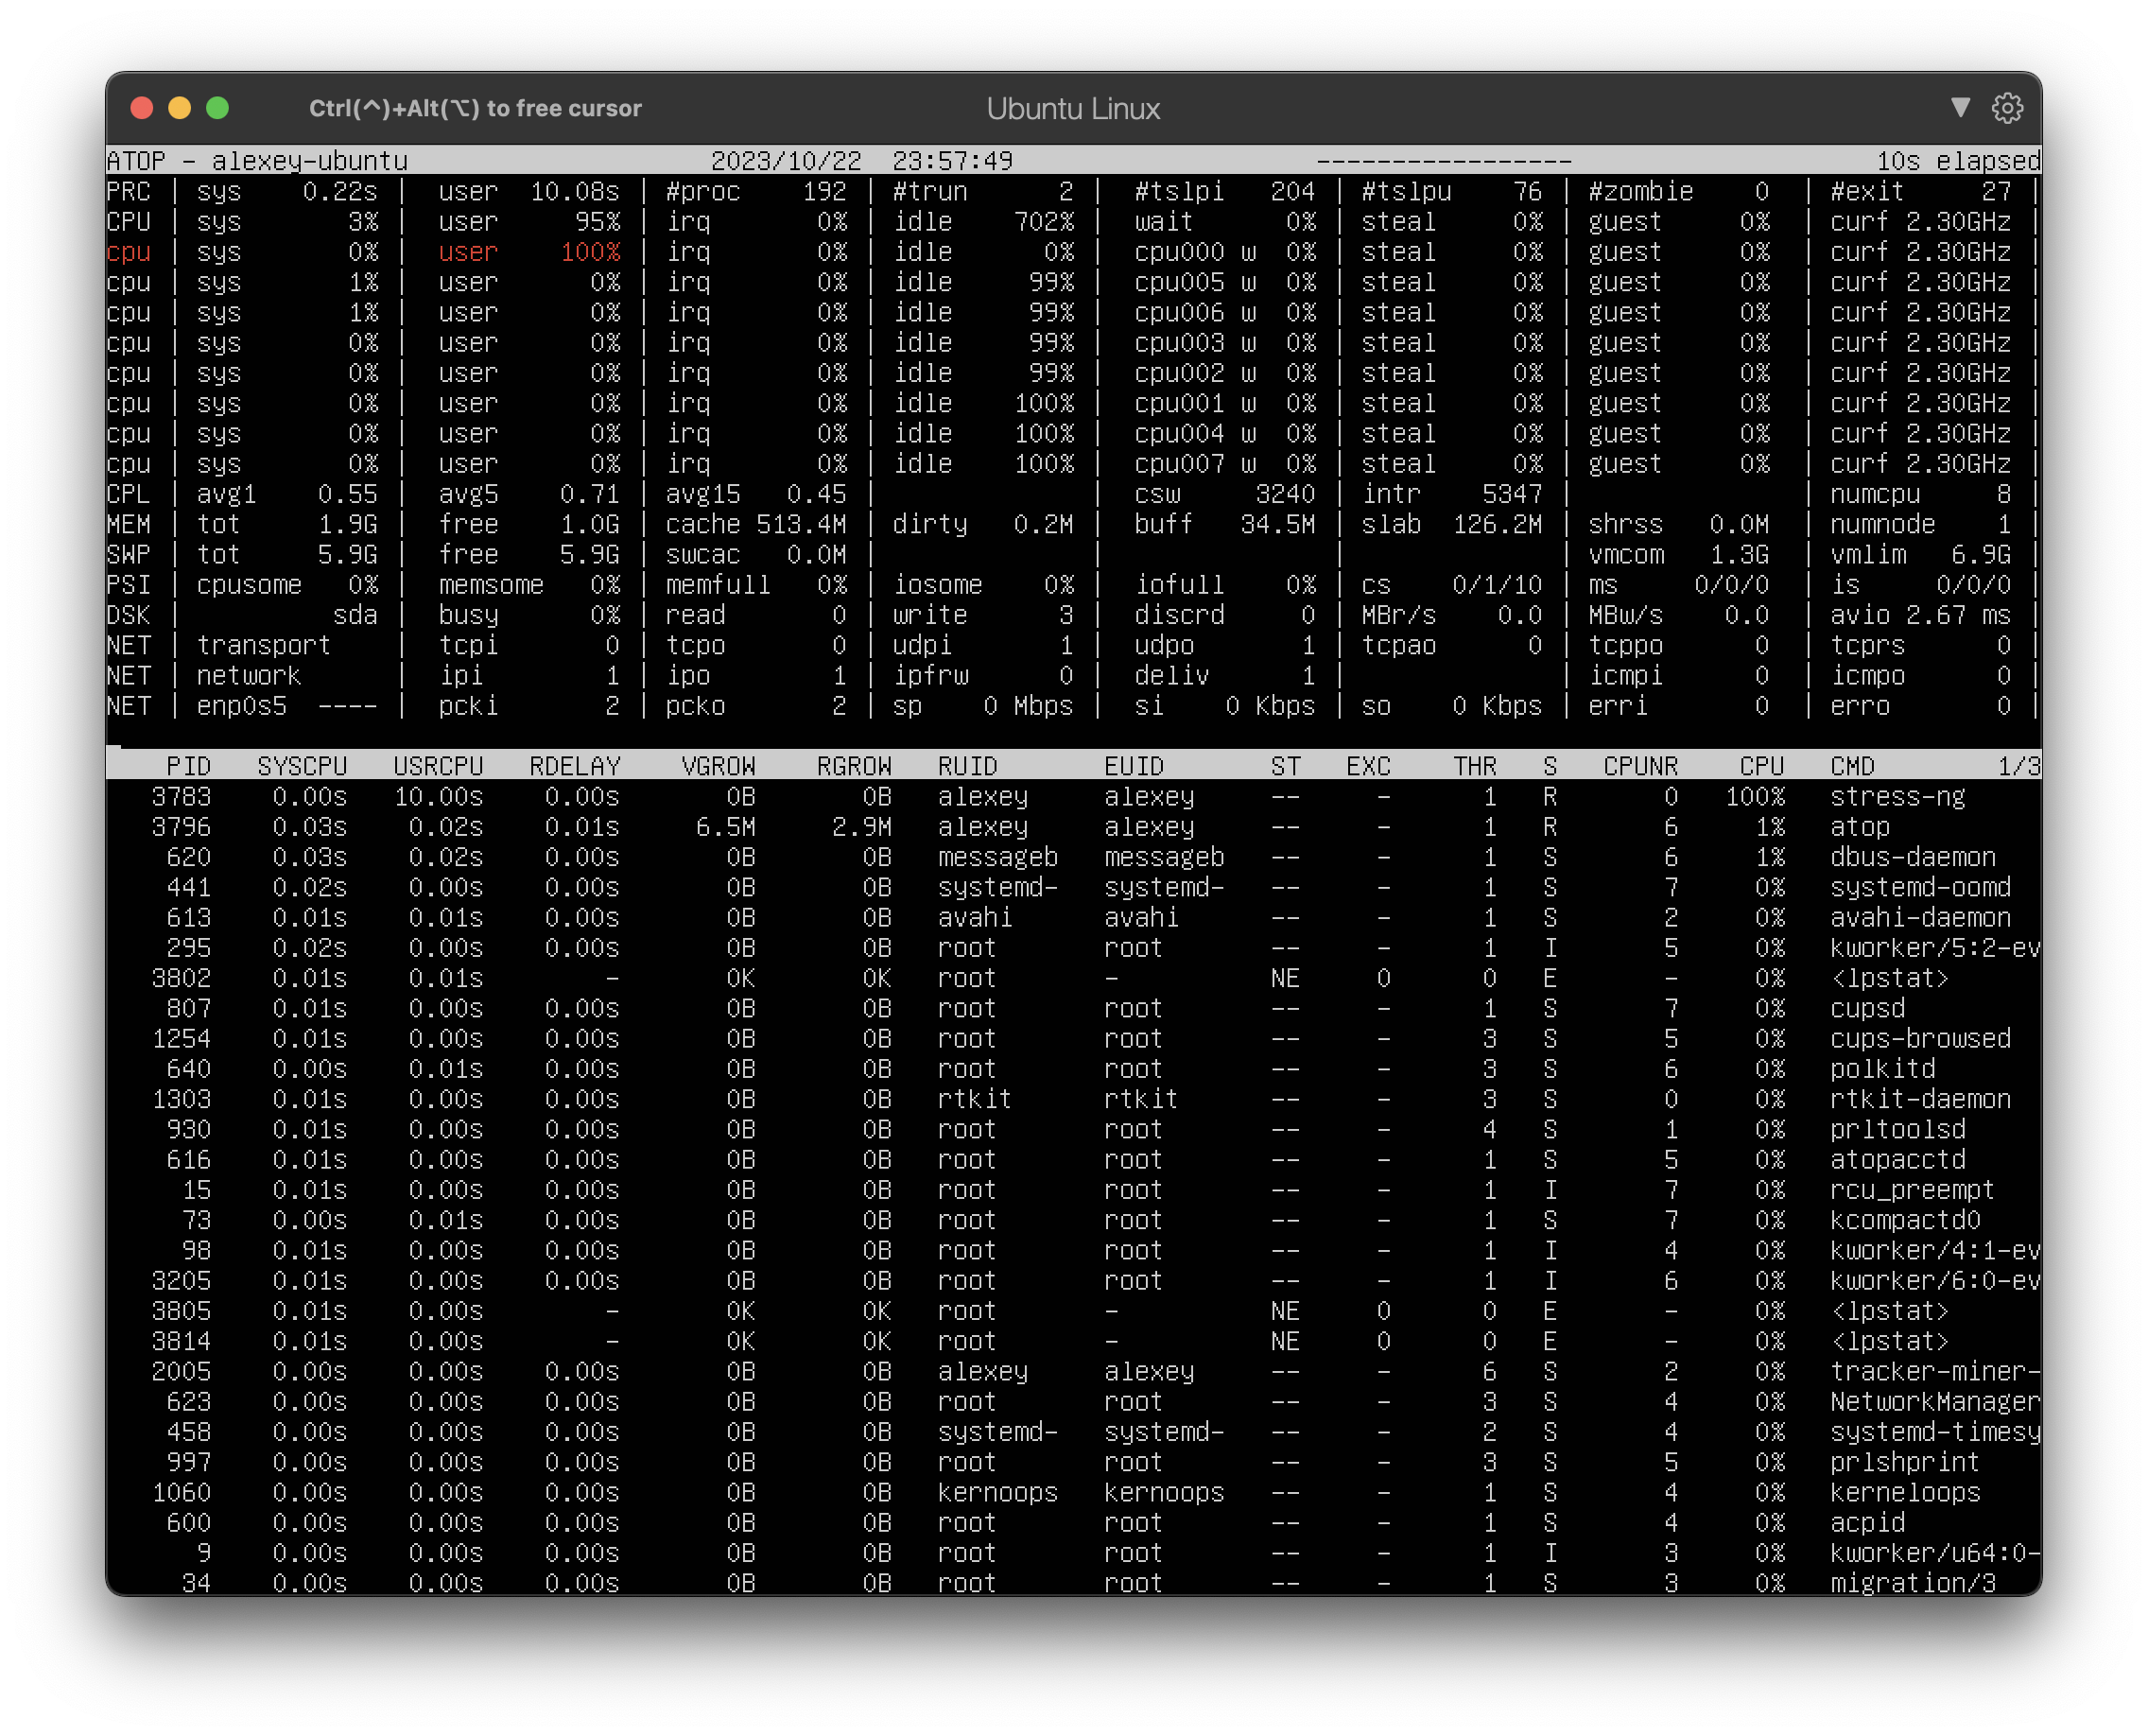 Ctrl(^)+Alt(⌥) to free cursor Ubuntu Linux
ATOP - alexey-ubuntu 2023/10/22 23:57:49 ----------------- 10s elapsed
PRC | sys 0.22s | user 10.08s | #proc 192 | #trun 2 | #tslpi 204 | #tslpu 76 | #zombie 0 | #exit 27 |
CPU | sys 3% | user 95% | irq 0% | idle 702% | wait 0% | steal 0% | guest 0% | curf 2.30GHz |
cpu | sys 0% | user 100% | irq 0% | idle 0% | cpu000 w 0% | steal 0% | guest 0% | curf 2.30GHz |
cpu | sys 1% | user 0% | irq 0% | idle 99% | cpu005 w 0% | steal 0% | guest 0% | curf 2.30GHz |
cpu | sys 1% | user 0% | irq 0% | idle 99% | cpu006 w 0% | steal 0% | guest 0% | curf 2.30GHz |
cpu | sys 0% | user 0% | irq 0% | idle 99% | cpu003 w 0% | steal 0% | guest 0% | curf 2.30GHz |
cpu | sys 0% | user 0% | irq 0% | idle 99% | cpu002 w 0% | steal 0% | guest 0% | curf 2.30GHz |
cpu | sys 0% | user 0% | irq 0% | idle 100% | cpu001 w 0% | steal 0% | guest 0% | curf 2.30GHz |
cpu | sys 0% | user 0% | irq 0% | idle 100% | cpu004 w 0% | steal 0% | guest 0% | curf 2.30GHz |
cpu | sys 0% | user 0% | irq 0% | idle 100% | cpu007 w 0% | steal 0% | guest 0% | curf 2.30GHz |
CPL | avg1 0.55 | avg5 0.71 | avg15 0.45 | | csw 3240 | intr 5347 | | numcpu 8 |
MEM | tot 1.9G | free 1.0G | cache 513.4M | dirty 0.2M | buff 34.5M | slab 126.2M | shrss 0.0M | numnode 1 |
SWP | tot 5.9G | free 5.9G | swcac 0.0M | | | | vmcom 1.3G | vmlim 6.9G |
PSI | cpusome 0% | memsome 0% | memfull 0% | iosome 0% | iofull 0% | cs 0/1/10 | ms 0/0/0 | is 0/0/0 |
DSK | sda | busy 0% | read 0 | write 3 | discrd 0 | MBr/s 0.0 | MBw/s 0.0 | avio 2.67 ms |
NET | transport | tcpi 0 | tcpo 0 | udpi 1 | udpo 1 | tcpao 0 | tcppo 0 | tcprs 0 |
NET | network | ipi 1 | ipo 1 | ipfrw 0 | deliv 1 | | icmpi 0 | icmpo 0 |
NET | enp0s5 ---- | pcki 2 | pcko 2 | sp 0 Mbps | si 0 Kbps | so 0 Kbps | erri 0 | erro 0 |
PID SYSCPU USRCPU RDELAY VGROW RGROW RUID EUID ST EXC THR S CPUNR CPU CMD 1/3
3783 0.00s 10.00s 0.00s 0B 0B alexey alexey -- - 1 R 0 100% stress-ng
3796 0.03s 0.02s 0.01s 6.5M 2.9M alexey alexey -- - 1 R 6 1% atop
620 0.03s 0.02s 0.00s 0B 0B messageb messageb -- - 1 S 6 1% dbus-daemon
441 0.02s 0.00s 0.00s 0B 0B systemd- systemd- -- - 1 S 7 0% systemd-oomd
613 0.01s 0.01s 0.00s 0B 0B avahi avahi -- - 1 S 2 0% avahi-daemon
295 0.02s 0.00s 0.00s 0B 0B root root -- - 1 I 5 0% kworker/5:2-ev
3802 0.01s 0.01s - 0K 0K root - NE 0 0 E - 0% <lpstat>
807 0.01s 0.00s 0.00s 0B 0B root root -- - 1 S 7 0% cupsd
1254 0.01s 0.00s 0.00s 0B 0B root root -- - 3 S 5 0% cups-browsed
640 0.00s 0.01s 0.00s 0B 0B root root -- - 3 S 6 0% polkitd
1303 0.01s 0.00s 0.00s 0B 0B rtkit rtkit -- - 3 S 0 0% rtkit-daemon
930 0.01s 0.00s 0.00s 0B 0B root root -- - 4 S 1 0% prltoolsd
616 0.01s 0.00s 0.00s 0B 0B root root -- - 1 S 5 0% atopacctd
15 0.01s 0.00s 0.00s 0B 0B root root -- - 1 I 7 0% rcu_preempt
73 0.00s 0.01s 0.00s 0B 0B root root -- - 1 S 7 0% kcompactd0
98 0.01s 0.00s 0.00s 0B 0B root root -- - 1 I 4 0% kworker/4:1-ev
3205 0.01s 0.00s 0.00s 0B 0B root root -- - 1 I 6 0% kworker/6:0-ev
3805 0.01s 0.00s - 0K 0K root - NE 0 0 E - 0% <lpstat>
3814 0.01s 0.00s - 0K 0K root - NE 0 0 E - 0% <lpstat>
2005 0.00s 0.00s 0.00s 0B 0B alexey alexey -- - 6 S 2 0% tracker-miner-
623 0.00s 0.00s 0.00s 0B 0B root root -- - 3 S 4 0% NetworkManager
458 0.00s 0.00s 0.00s 0B 0B systemd- systemd- -- - 2 S 4 0% systemd-timesy
997 0.00s 0.00s 0.00s 0B 0B root root -- - 3 S 5 0% prlshprint
1060 0.00s 0.00s 0.00s 0B 0B kernoops kernoops -- - 1 S 4 0% kerneloops
600 0.00s 0.00s 0.00s 0B 0B root root -- - 1 S 4 0% acpid
9 0.00s 0.00s 0.00s 0B 0B root root -- - 1 I 3 0% kworker/u64:0-
34 0.00s 0.00s 0.00s 0B 0B root root -- - 1 S 3 0% migration/3